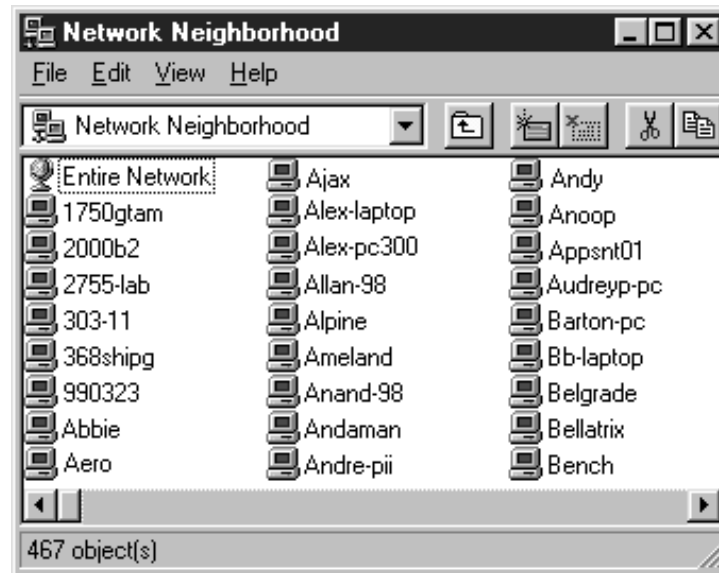 Network Neighborhood
File Edit View Help
Network Neighborhood
Entire Network Ajax Andy
1750gtam Alex-laptop Anoop
2000b2 Alex-pc300 Appsnt01
2755-lab Allan-98 Audreyp-pc
303-11 Alpine Barton-pc
368shipg Ameland Bb-laptop
990323 Anand-98 Belgrade
Abbie Andaman Bellatrix
Aero Andre-pii Bench
467 object(s)